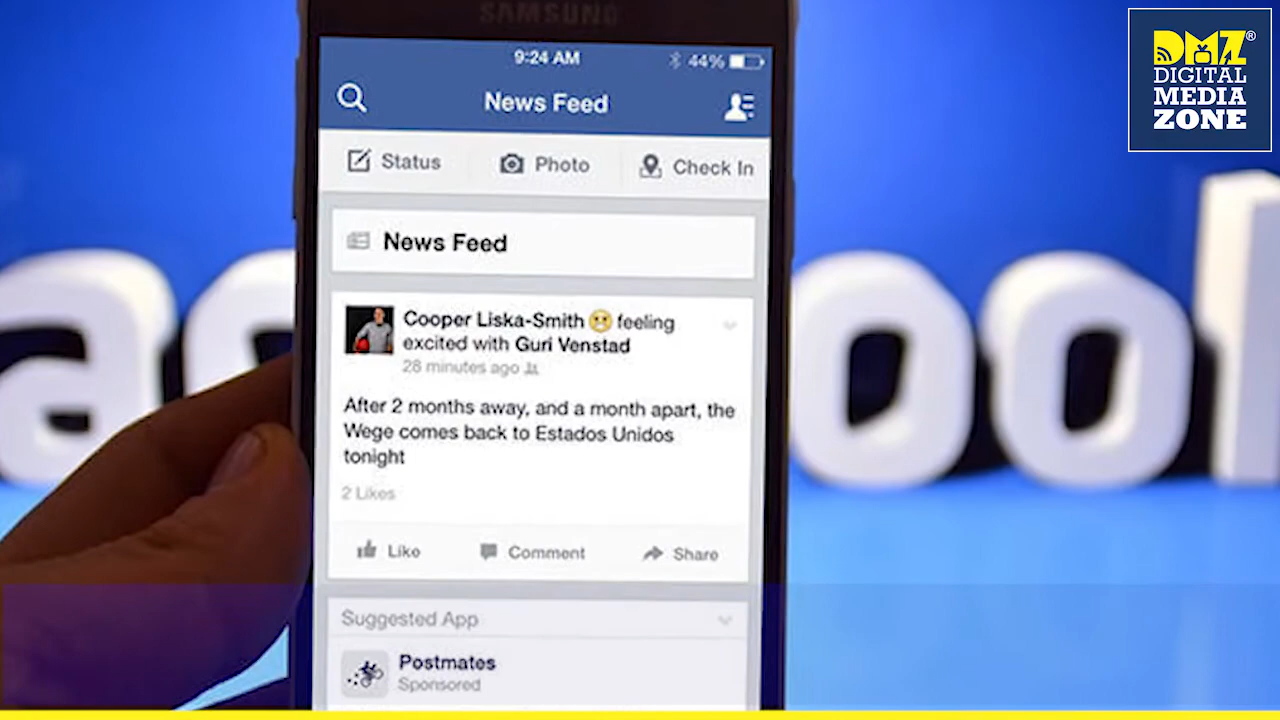 SAMSUNG
DMZ®
DIGITAL
MEDIA
ZONE
9:24 AM
44%
News Feed
Status
Photo
Check In
News Feed
Cooper Liska-Smith 😬 feeling
excited with Guri Venstad
28 minutes ago
After 2 months away, and a month apart, the
Wege comes back to Estados Unidos
tonight
2 Likes
Like
Comment
Share
Suggested App
Postmates
Sponsored
acook